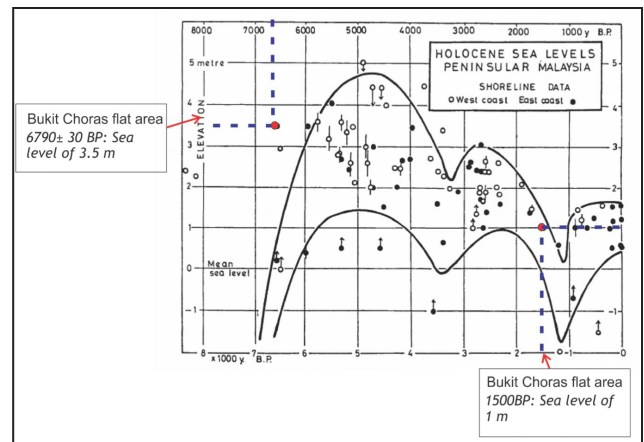 8000 7000 6000 5000 4000 3000 2000 1000 y B.P.
HOLOCENE SEA LEVELS
PENINSULAR MALAYSIA
SHORELINE DATA
West coast East coast
5 metre
4
3
2
1
0
-1
ELEVATION
Mean
sea level
-1
8 7 6 5 4 3 2 -1 0
x1000 y. B.P.
Bukit Choras flat area
6790± 30 BP: Sea
level of 3.5 m
Bukit Choras flat area
1500BP: Sea level of
1 m